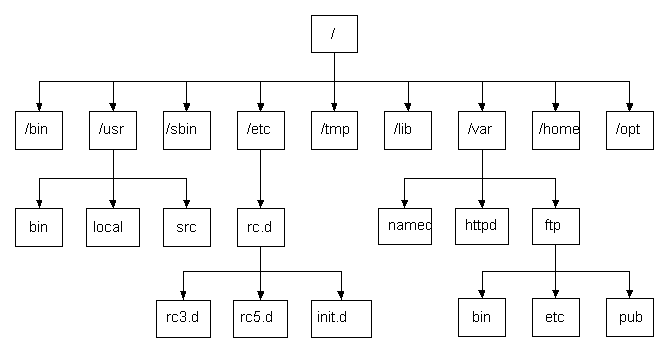 /
/bin /usr /sbin /etc /tmp /lib /var /home /opt
bin local src rc.d named httpd ftp
rc3.d rc5.d init.d bin etc pub